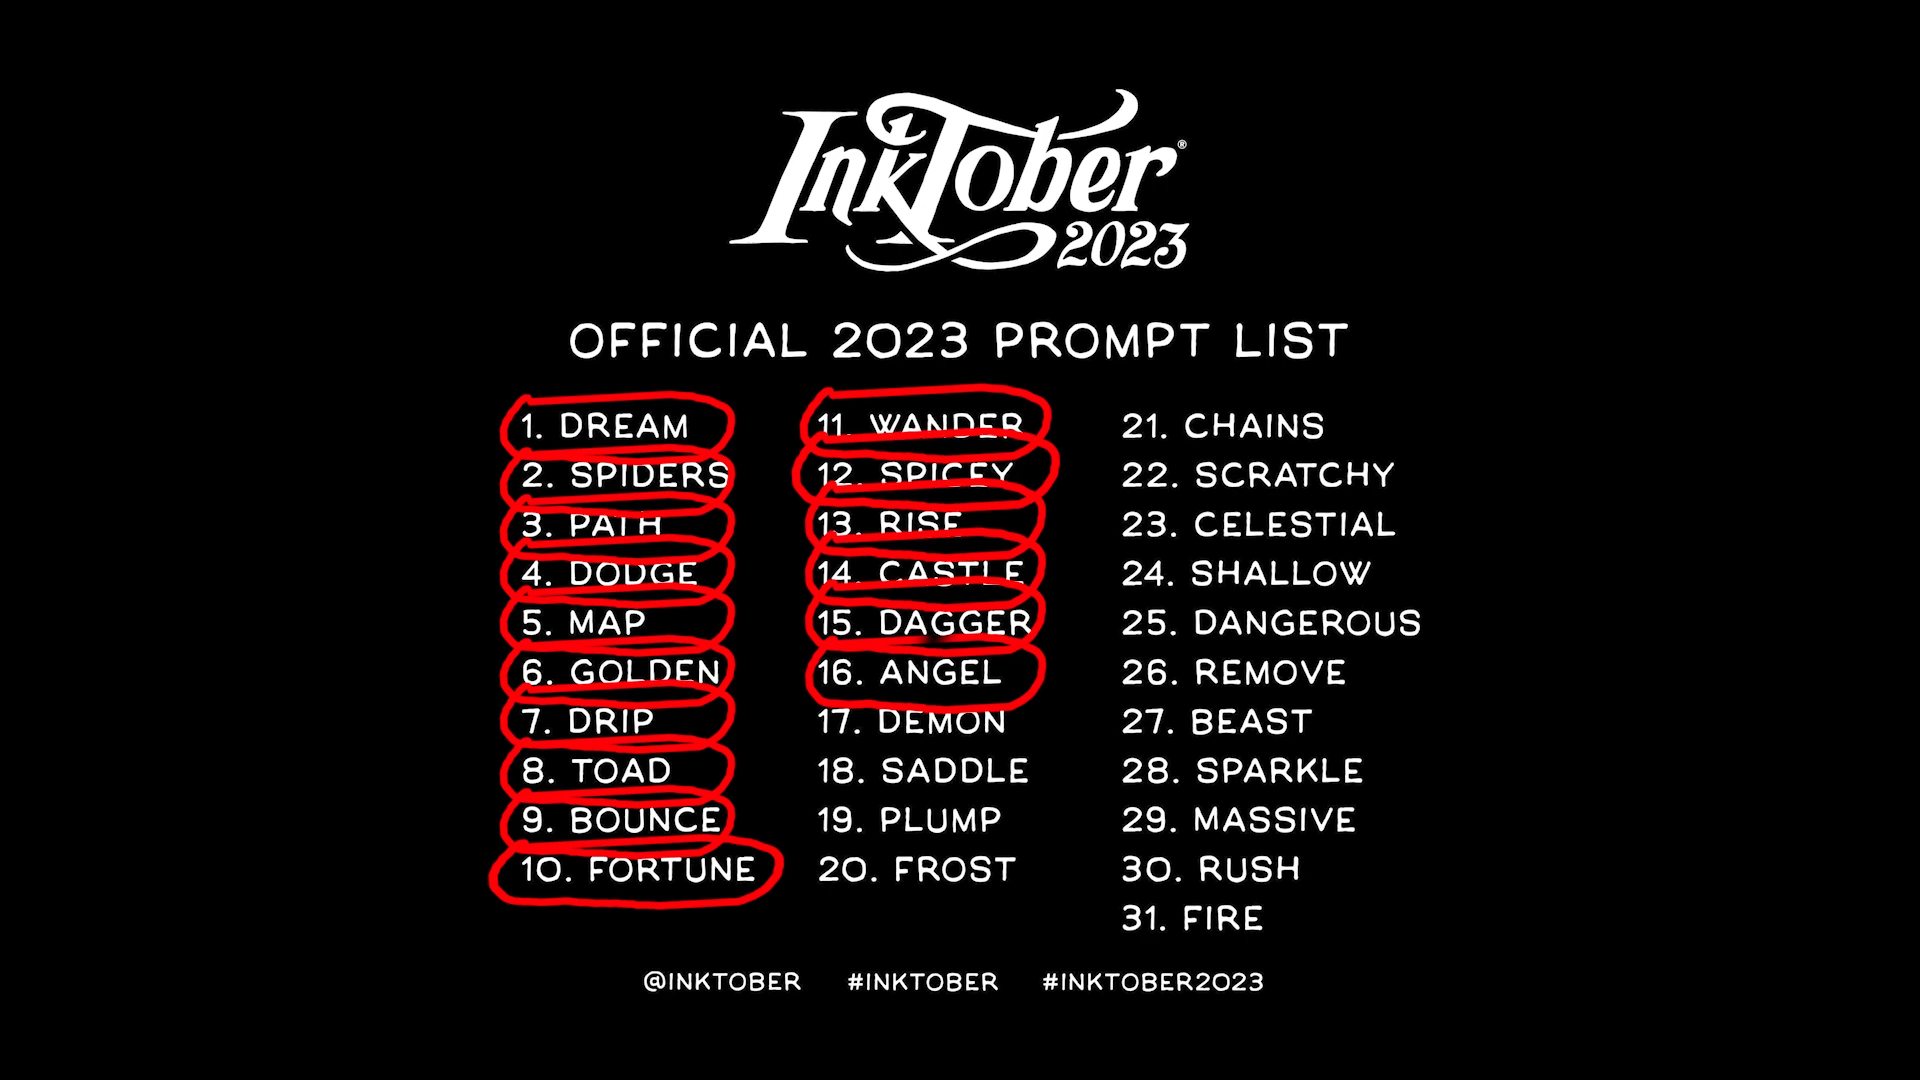 InkTober®
2023
OFFICIAL 2023 PROMPT LIST
1. DREAM
2. SPIDERS
3. PATH
4. DODGE
5. MAP
6. GOLDEN
7. DRIP
8. TOAD
9. BOUNCE
10. FORTUNE
11. WANDER
12. SPICEY
13. RISE
14. CASTLE
15. DAGGER
16. ANGEL
17. DEMON
18. SADDLE
19. PLUMP
20. FROST
21. CHAINS
22. SCRATCHY
23. CELESTIAL
24. SHALLOW
25. DANGEROUS
26. REMOVE
27. BEAST
28. SPARKLE
29. MASSIVE
30. RUSH
31. FIRE
@INKTOBER #INKTOBER #INKTOBER2023